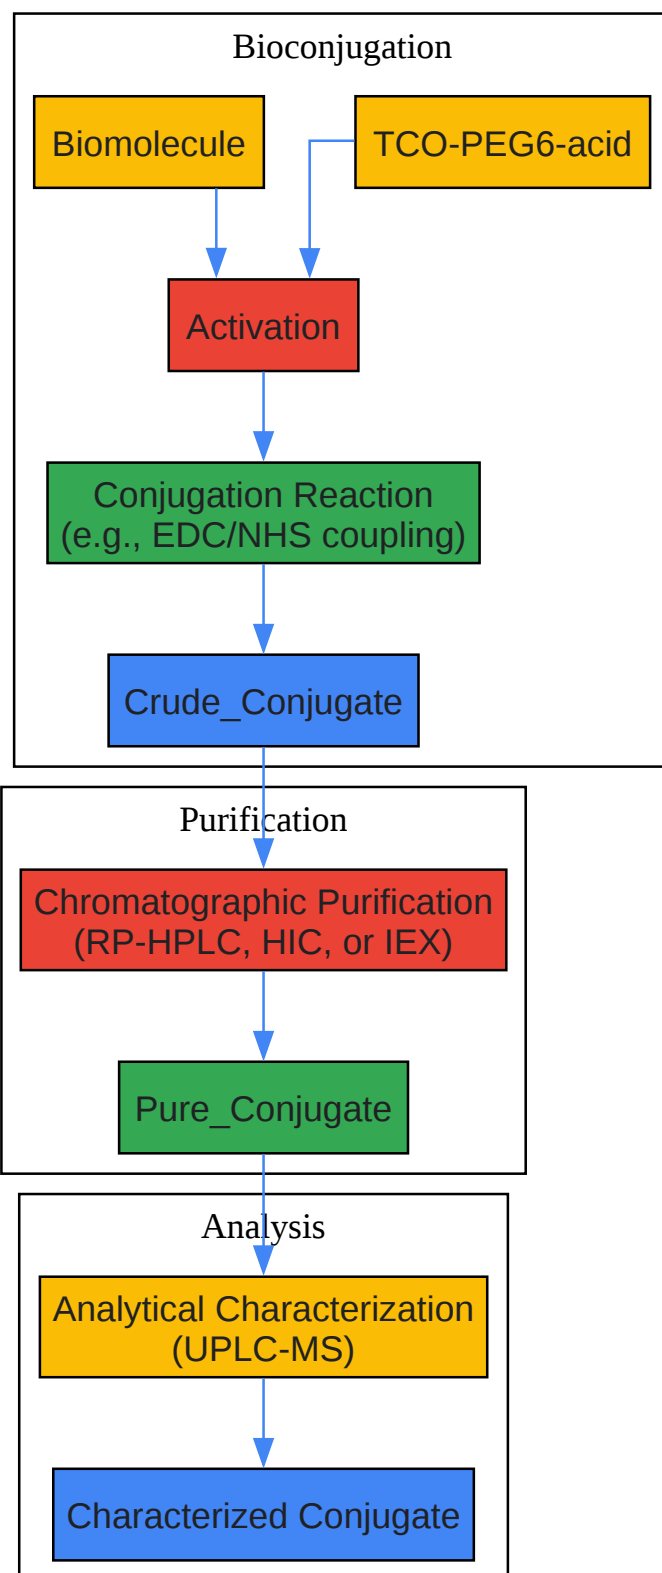 Bioconjugation
Biomolecule
TCO-PEG6-acid
Activation
Conjugation Reaction
(e.g., EDC/NHS coupling)
Crude_Conjugate
Purification
Chromatographic Purification
(RP-HPLC, HIC, or IEX)
Pure_Conjugate
Analysis
Analytical Characterization
(UPLC-MS)
Characterized Conjugate